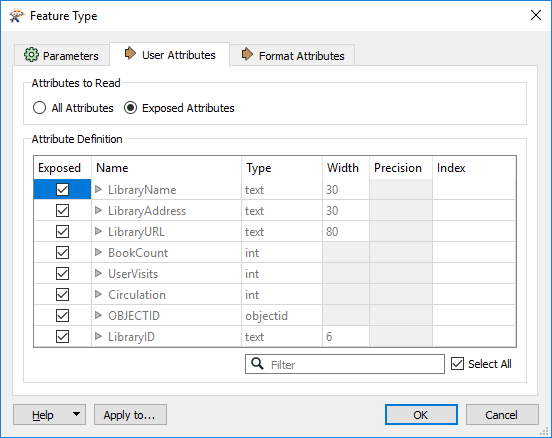 Feature Type
Parameters User Attributes Format Attributes
Attributes to Read
All Attributes Exposed Attributes
Attribute Definition
Exposed Name Type Width Precision Index
LibraryName text 30
LibraryAddress text 30
LibraryURL text 80
BookCount int
UserVisits int
Circulation int
OBJECTID objectid
LibraryID text 6
Filter Select All
Help Apply to... OK Cancel